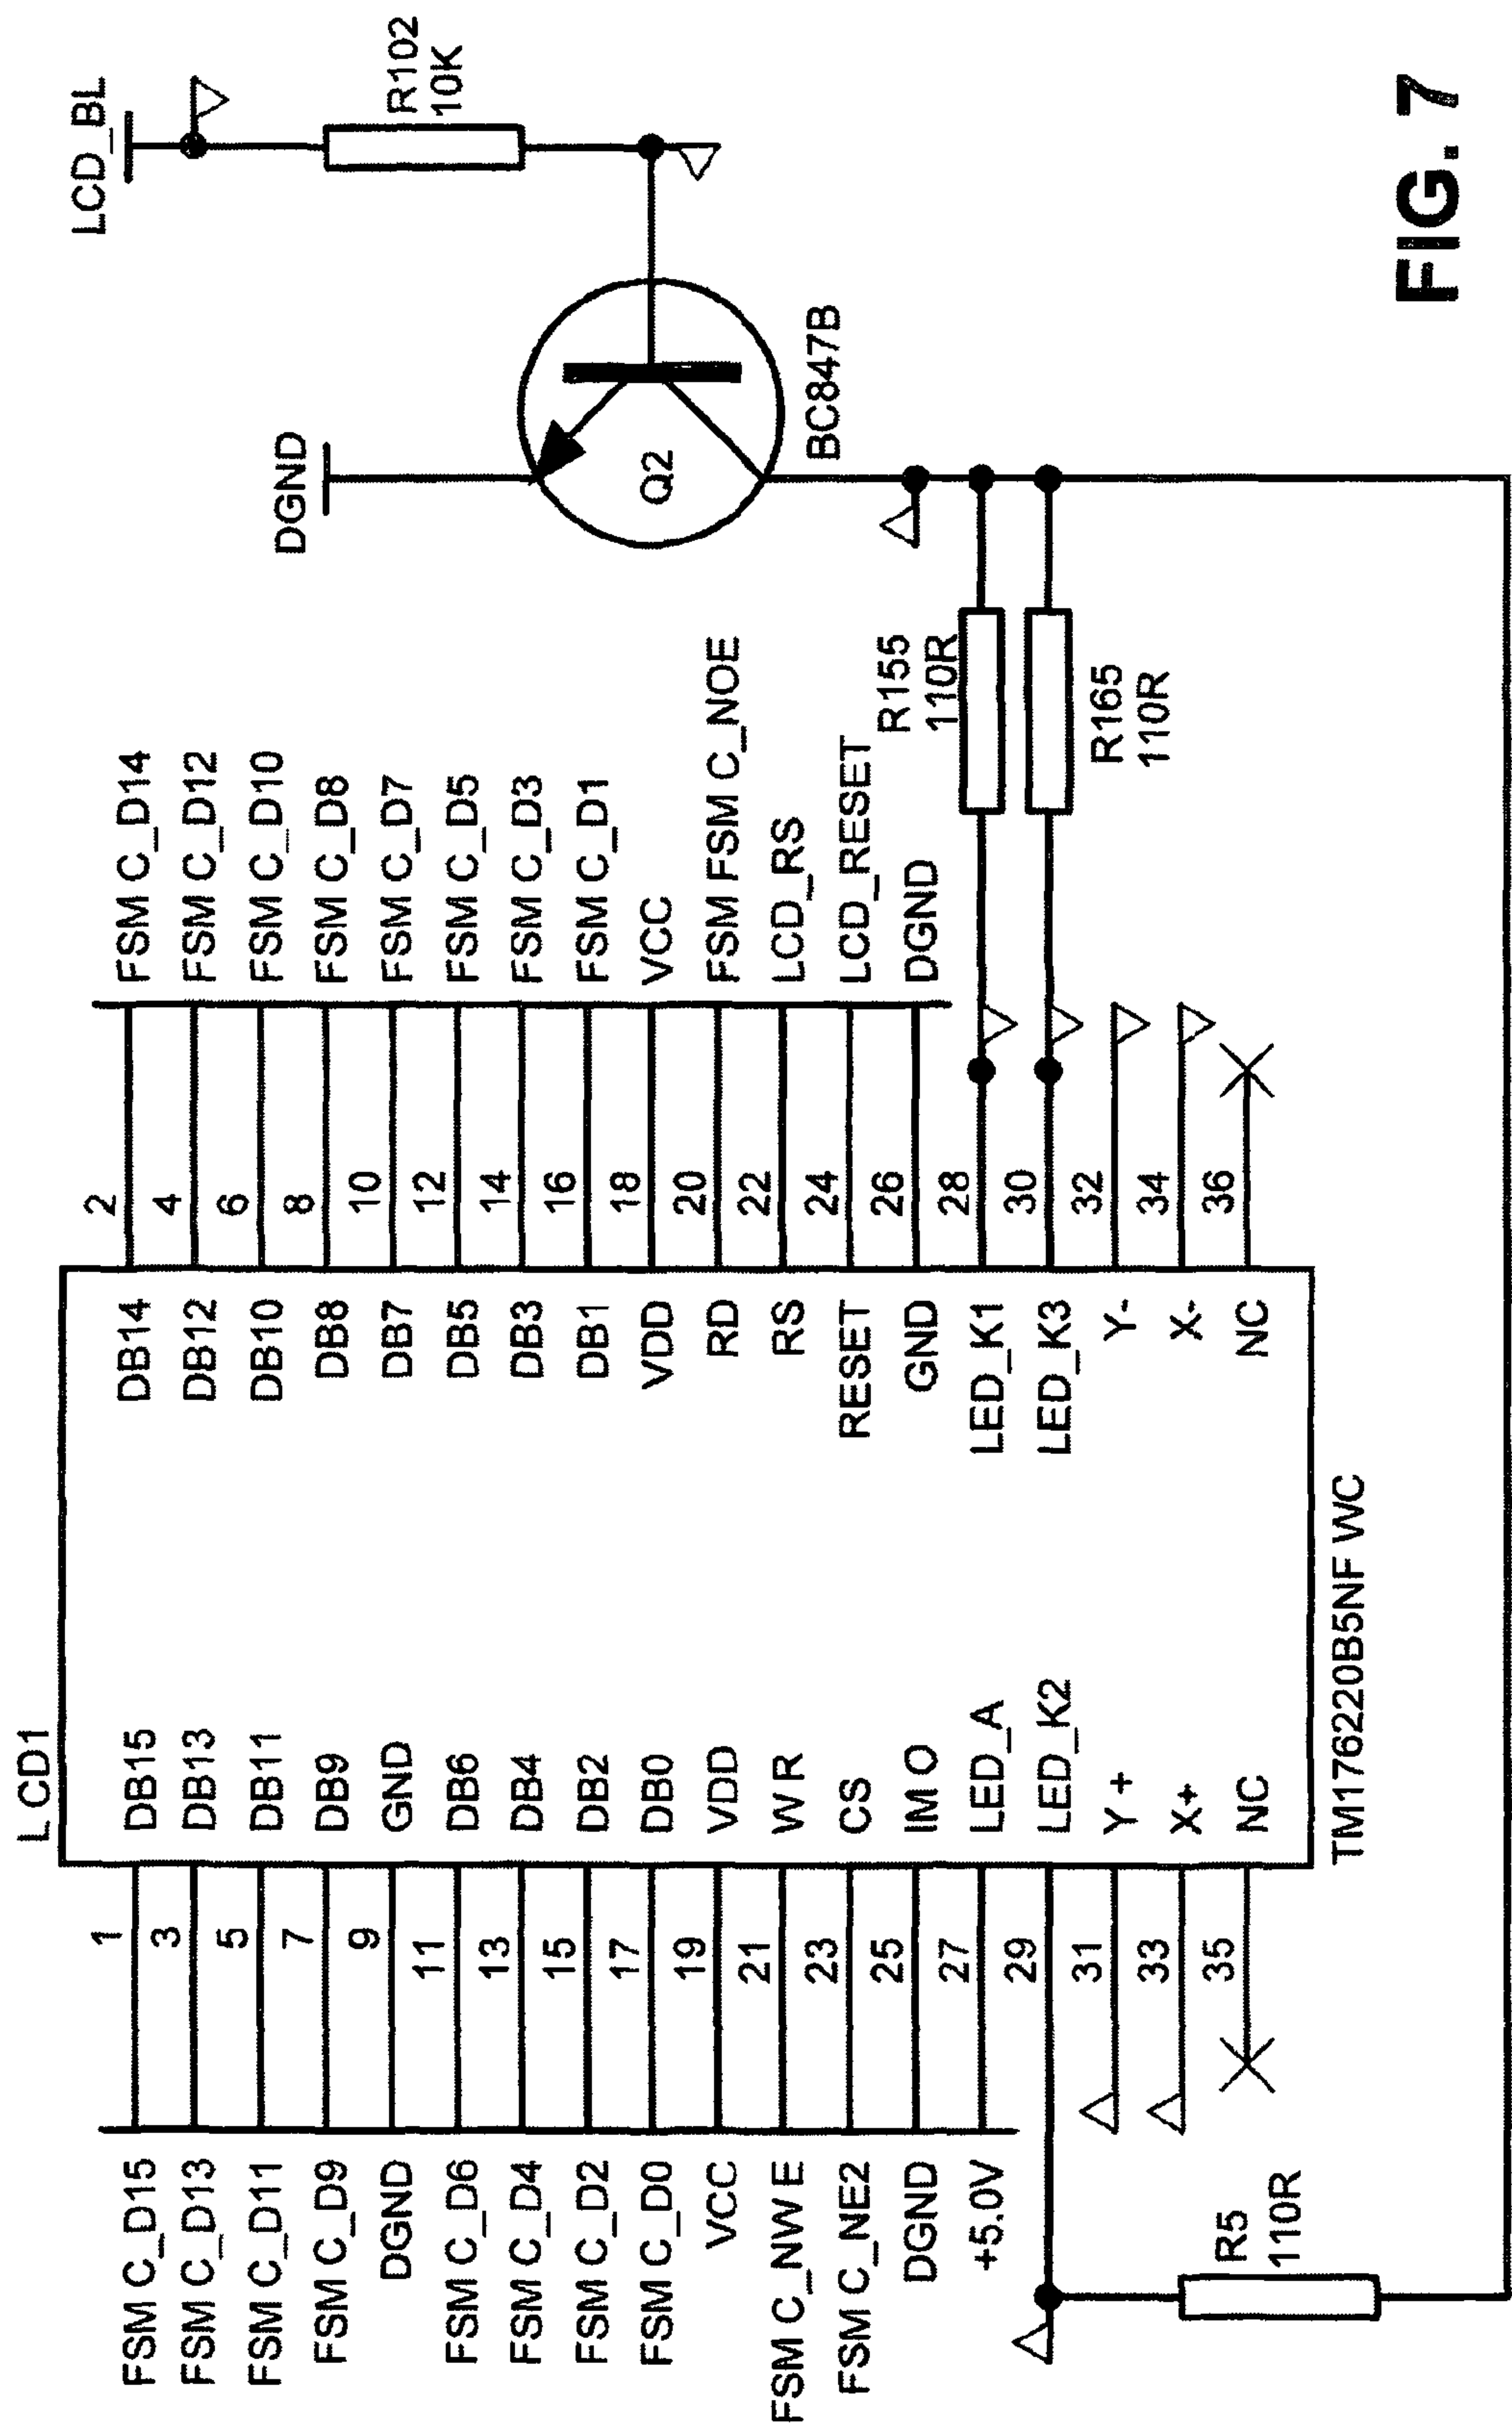 LCD1
FSM C_D15 1 DB15
FSM C_D13 3 DB13
FSM C_D11 5 DB11
FSM C_D9 7 DB9
DGND 9 GND
FSM C_D6 11 DB6
FSM C_D4 13 DB4
FSM C_D2 15 DB2
FSM C_D0 17 DB0
VCC 19 VDD
FSM C_NW E 21 W R
FSM C_NE2 23 CS
DGND 25 IM O
+5.0V 27 LED_A
29 LED_K2
31 Y +
33 X+
35 NC
R5
110R
DB14 2 FSM C_D14
DB12 4 FSM C_D12
DB10 6 FSM C_D10
DB8 8 FSM C_D8
DB7 10 FSM C_D7
DB5 12 FSM C_D5
DB3 14 FSM C_D3
DB1 16 FSM C_D1
VDD 18 VCC
RD 20 FSM FSM C_NOE
RS 22 LCD_RS
RESET 24 LCD_RESET
GND 26 DGND
LED_K1 28
LED_K3 30
Y- 32
X- 34
NC 36
TM176220B5NF WC
R155
110R
R165
110R
DGND
Q2
BC847B
LCD_BL
R102
10K
FIG. 7